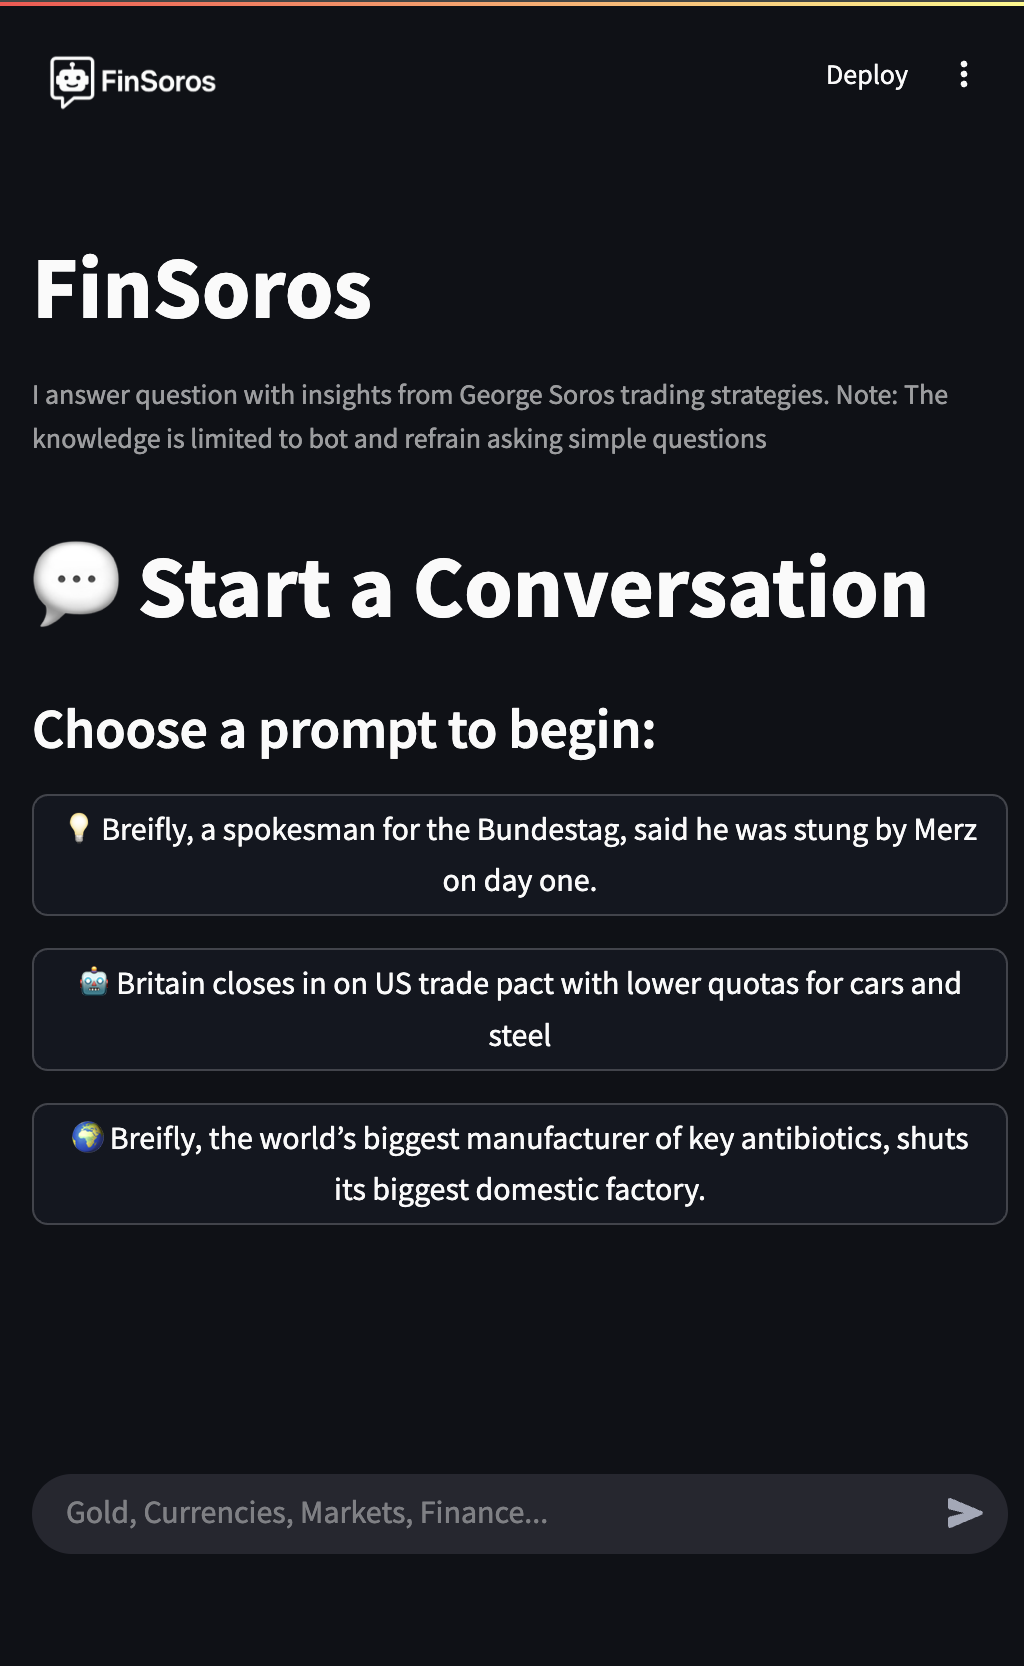 FinSoros
Deploy
FinSoros
I answer question with insights from George Soros trading strategies. Note: The
knowledge is limited to bot and refrain asking simple questions
Start a Conversation
Choose a prompt to begin:
Breifly, a spokesman for the Bundestag, said he was stung by Merz
on day one.
Britain closes in on US trade pact with lower quotas for cars and
steel
Breifly, the world’s biggest manufacturer of key antibiotics, shuts
its biggest domestic factory.
Gold, Currencies, Markets, Finance...